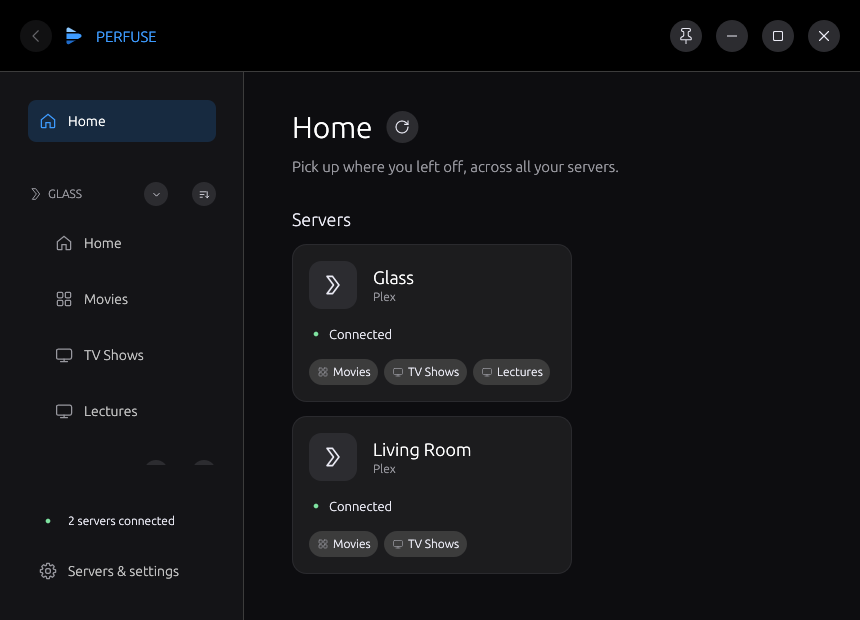 PERFUSE
Home
GLASS
Home
Movies
TV Shows
Lectures
2 servers connected
Servers & settings
Home
Pick up where you left off, across all your servers.
Servers
Glass
Plex
Connected
Movies TV Shows Lectures
Living Room
Plex
Connected
Movies TV Shows